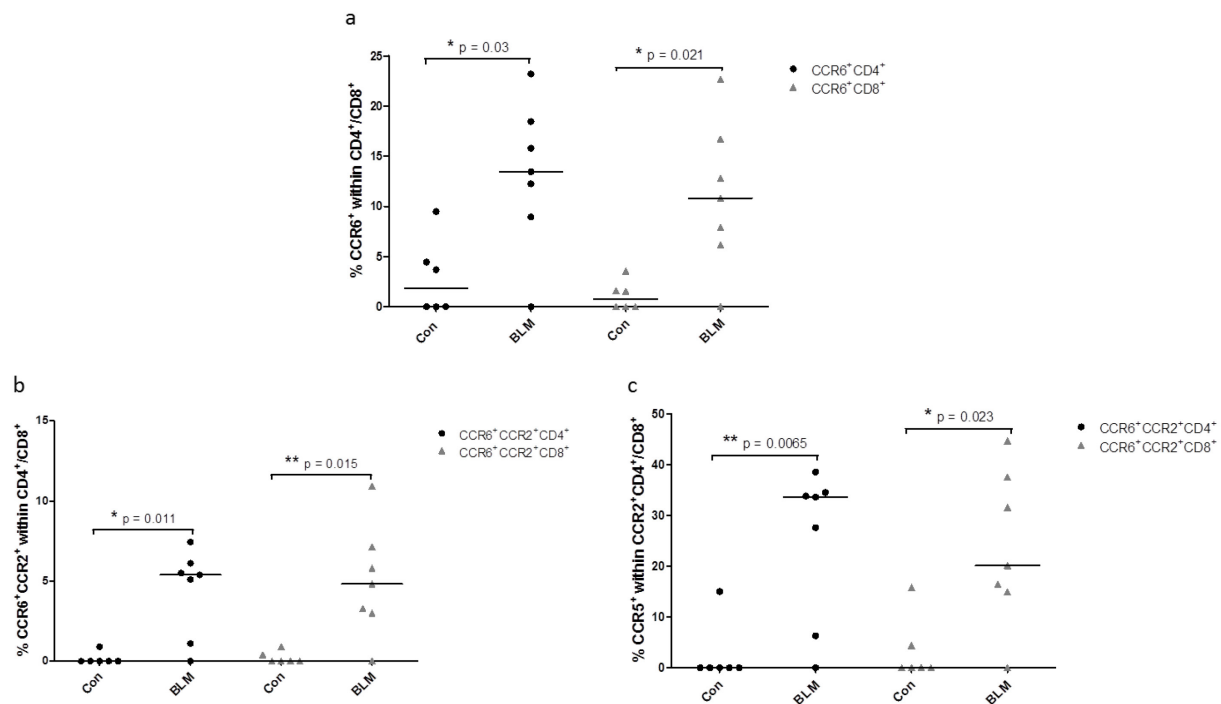 a
* p = 0.03
* p = 0.021
CCR6⁺CD4⁺
CCR6⁺CD8⁺
% CCR6⁺ within CD4⁺/CD8⁺
25
20
15
10
5
0
Con
BLM
Con
BLM
b
* p = 0.011
** p = 0.015
CCR6⁺CCR2⁺CD4⁺
CCR6⁺CCR2⁺CD8⁺
% CCR6⁺CCR2⁺ within CD4⁺/CD8⁺
15
10
5
0
Con
BLM
Con
BLM
c
** p = 0.0065
* p = 0.023
CCR6⁺CCR2⁺CD4⁺
CCR6⁺CCR2⁺CD8⁺
% CCR5⁺ within CCR2⁺CD4⁺/CD8⁺
50
40
30
20
10
0
Con
BLM
Con
BLM